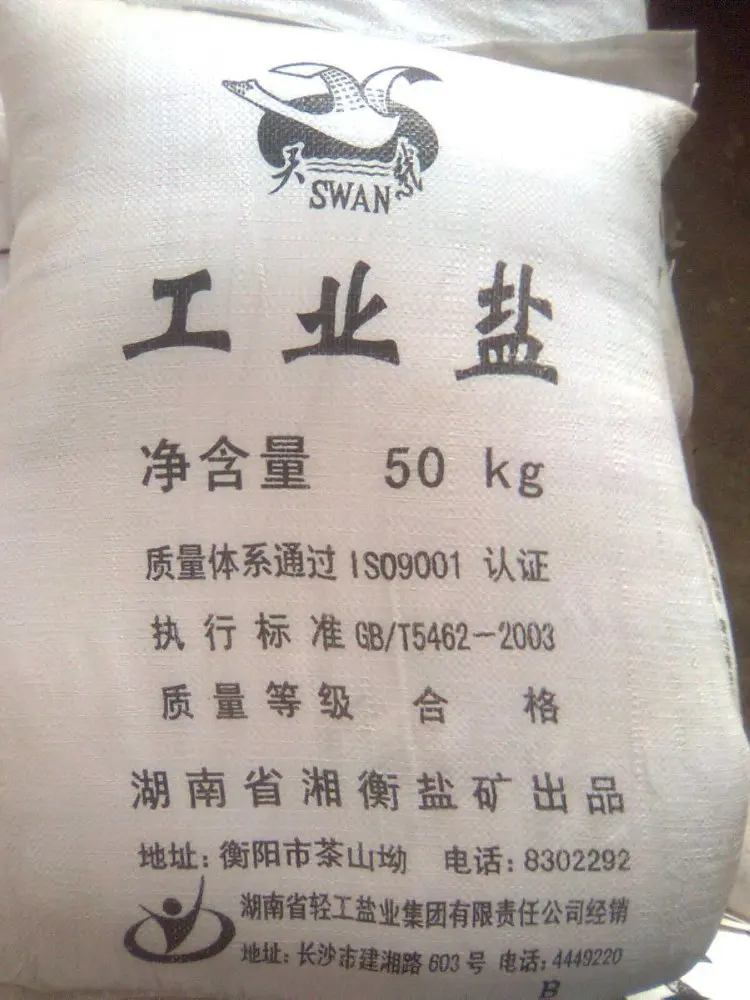 天鹅
SWAN
工业盐
净含量 50 kg
质量体系通过 ISO9001 认证
执行标准 GB/T5462-2003
质量等级 合格
湖南省湘衡盐矿出品
地址:衡阳市茶山坳 电话:8302292
湖南省轻工盐业集团有限责任公司经销
地址:长沙市建湘路 603 号 电话:4449220
B